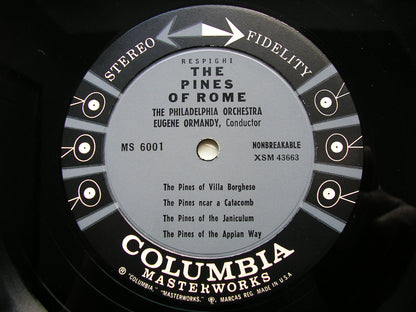 STEREO FIDELITY
RESPIGHI
THE
PINES
OF ROME
THE PHILADELPHIA ORCHESTRA
EUGENE ORMANDY, Conductor
MS 6001
NONBREAKABLE
XSM 43663
The Pines of Villa Borghese
The Pines near a Catacomb
The Pines of the Janiculum
The Pines of the Appian Way
COLUMBIA
MASTERWORKS
® "COLUMBIA," "MASTERWORKS," ® MARCAS REG. MADE IN U.S.A